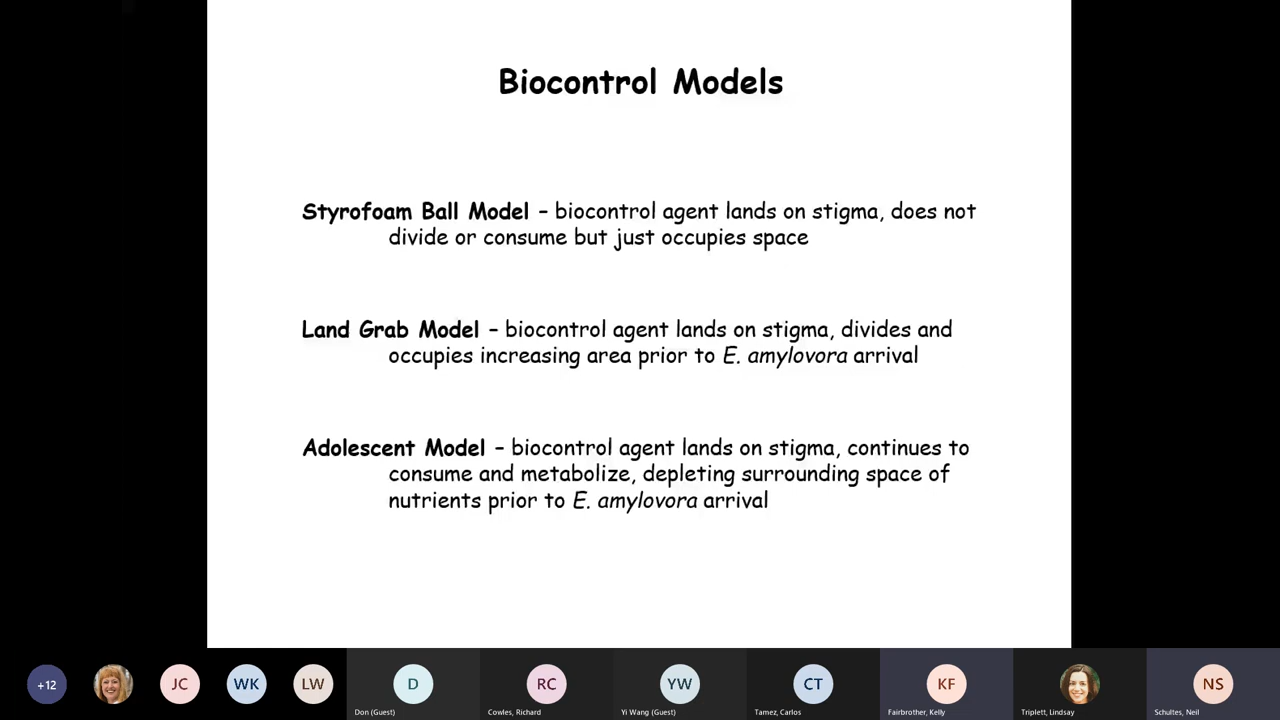 Biocontrol Models
Styrofoam Ball Model – biocontrol agent lands on stigma, does not
divide or consume but just occupies space
Land Grab Model – biocontrol agent lands on stigma, divides and
occupies increasing area prior to E. amylovora arrival
Adolescent Model – biocontrol agent lands on stigma, continues to
consume and metabolize, depleting surrounding space of
nutrients prior to E. amylovora arrival
+12
JC
WK
LW
D
RC
YW
CT
KF
NS
Don (Guest)
Cowles, Richard
Yi Wang (Guest)
Tamez, Carlos
Fairbrother, Kelly
Triplett, Lindsay
Schultes, Neil